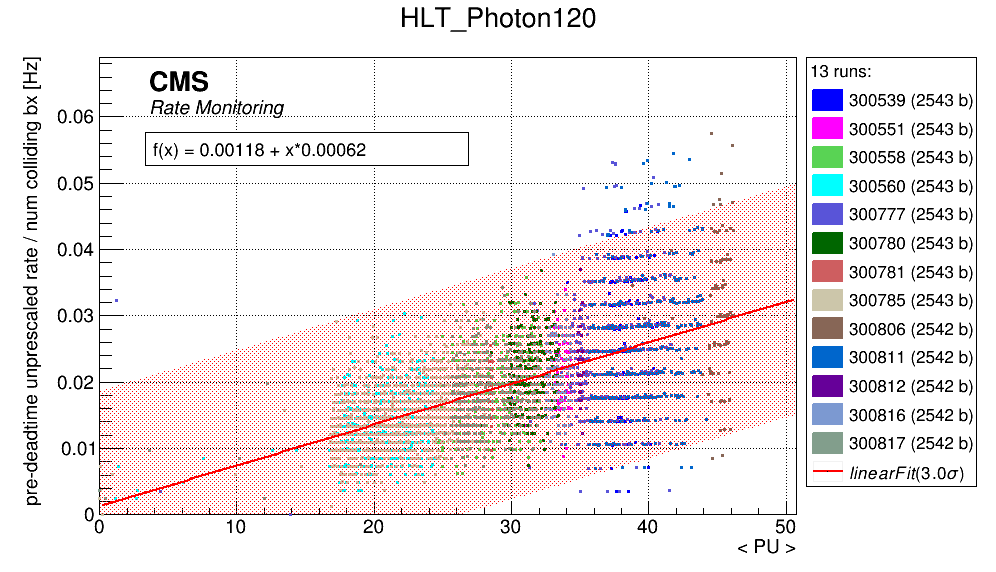 HLT_Photon120
pre-deadtime unprescaled rate / num colliding bx [Hz]
CMS
Rate Monitoring
f(x) = 0.00118 + x*0.00062
0.06
0.05
0.04
0.03
0.02
0.01
0
0 10 20 30 40 50
< PU >
13 runs:
300539 (2543 b)
300551 (2543 b)
300558 (2543 b)
300560 (2543 b)
300777 (2543 b)
300780 (2543 b)
300781 (2543 b)
300785 (2543 b)
300806 (2542 b)
300811 (2542 b)
300812 (2542 b)
300816 (2542 b)
300817 (2542 b)
linearFit(3.0σ)